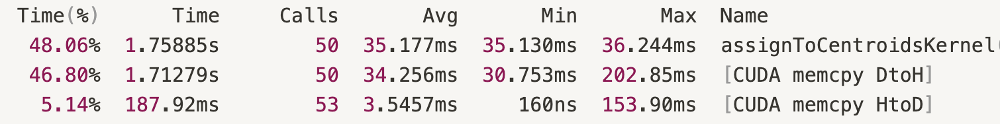 Time(%) Time Calls Avg Min Max Name
48.06% 1.75885s 50 35.177ms 35.130ms 36.244ms assignToCentroidsKernel(
46.80% 1.71279s 50 34.256ms 30.753ms 202.85ms [CUDA memcpy DtoH]
5.14% 187.92ms 53 3.5457ms 160ns 153.90ms [CUDA memcpy HtoD]